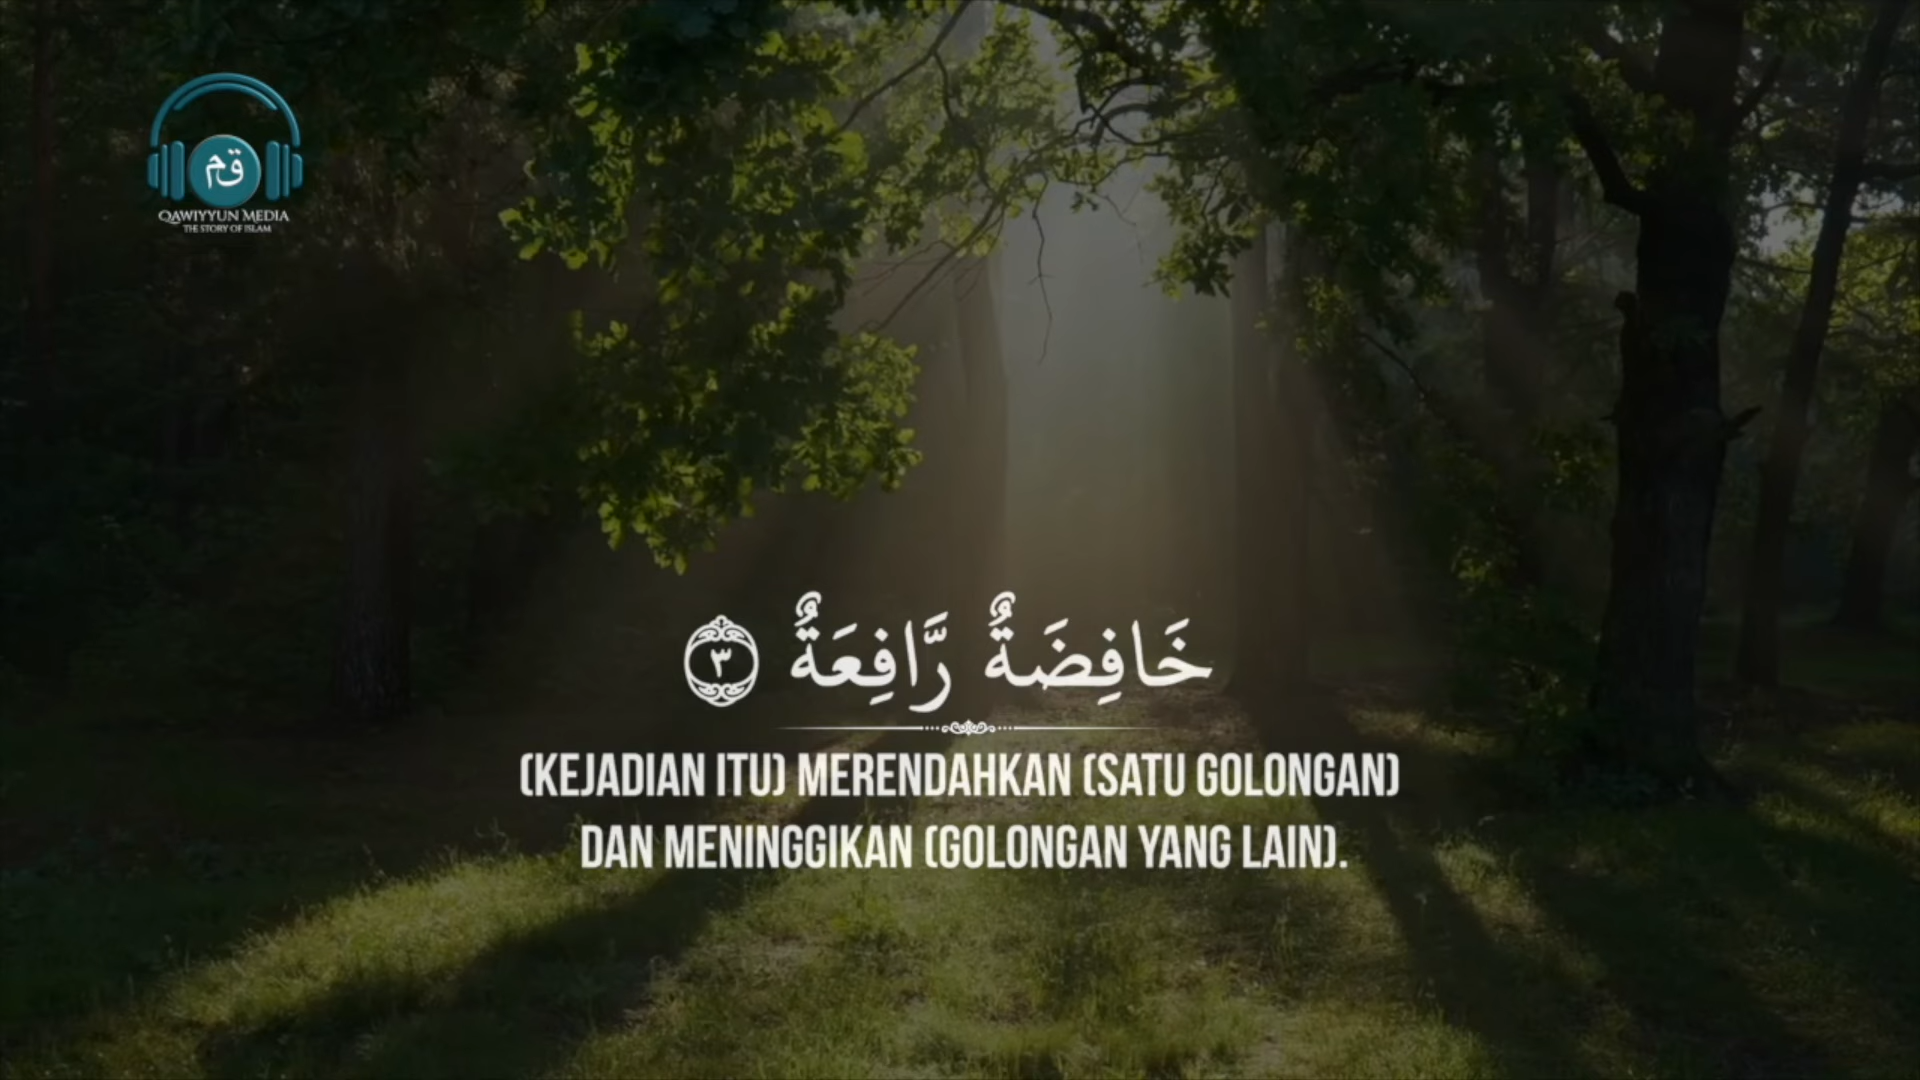 قم
QAWIYYUN MEDIA
THE STORY OF ISLAM
خَافِضَةٌ رَّافِعَةٌ ٣
(KEJADIAN ITU) MERENDAHKAN (SATU GOLONGAN)
DAN MENINGGIKAN (GOLONGAN YANG LAIN).